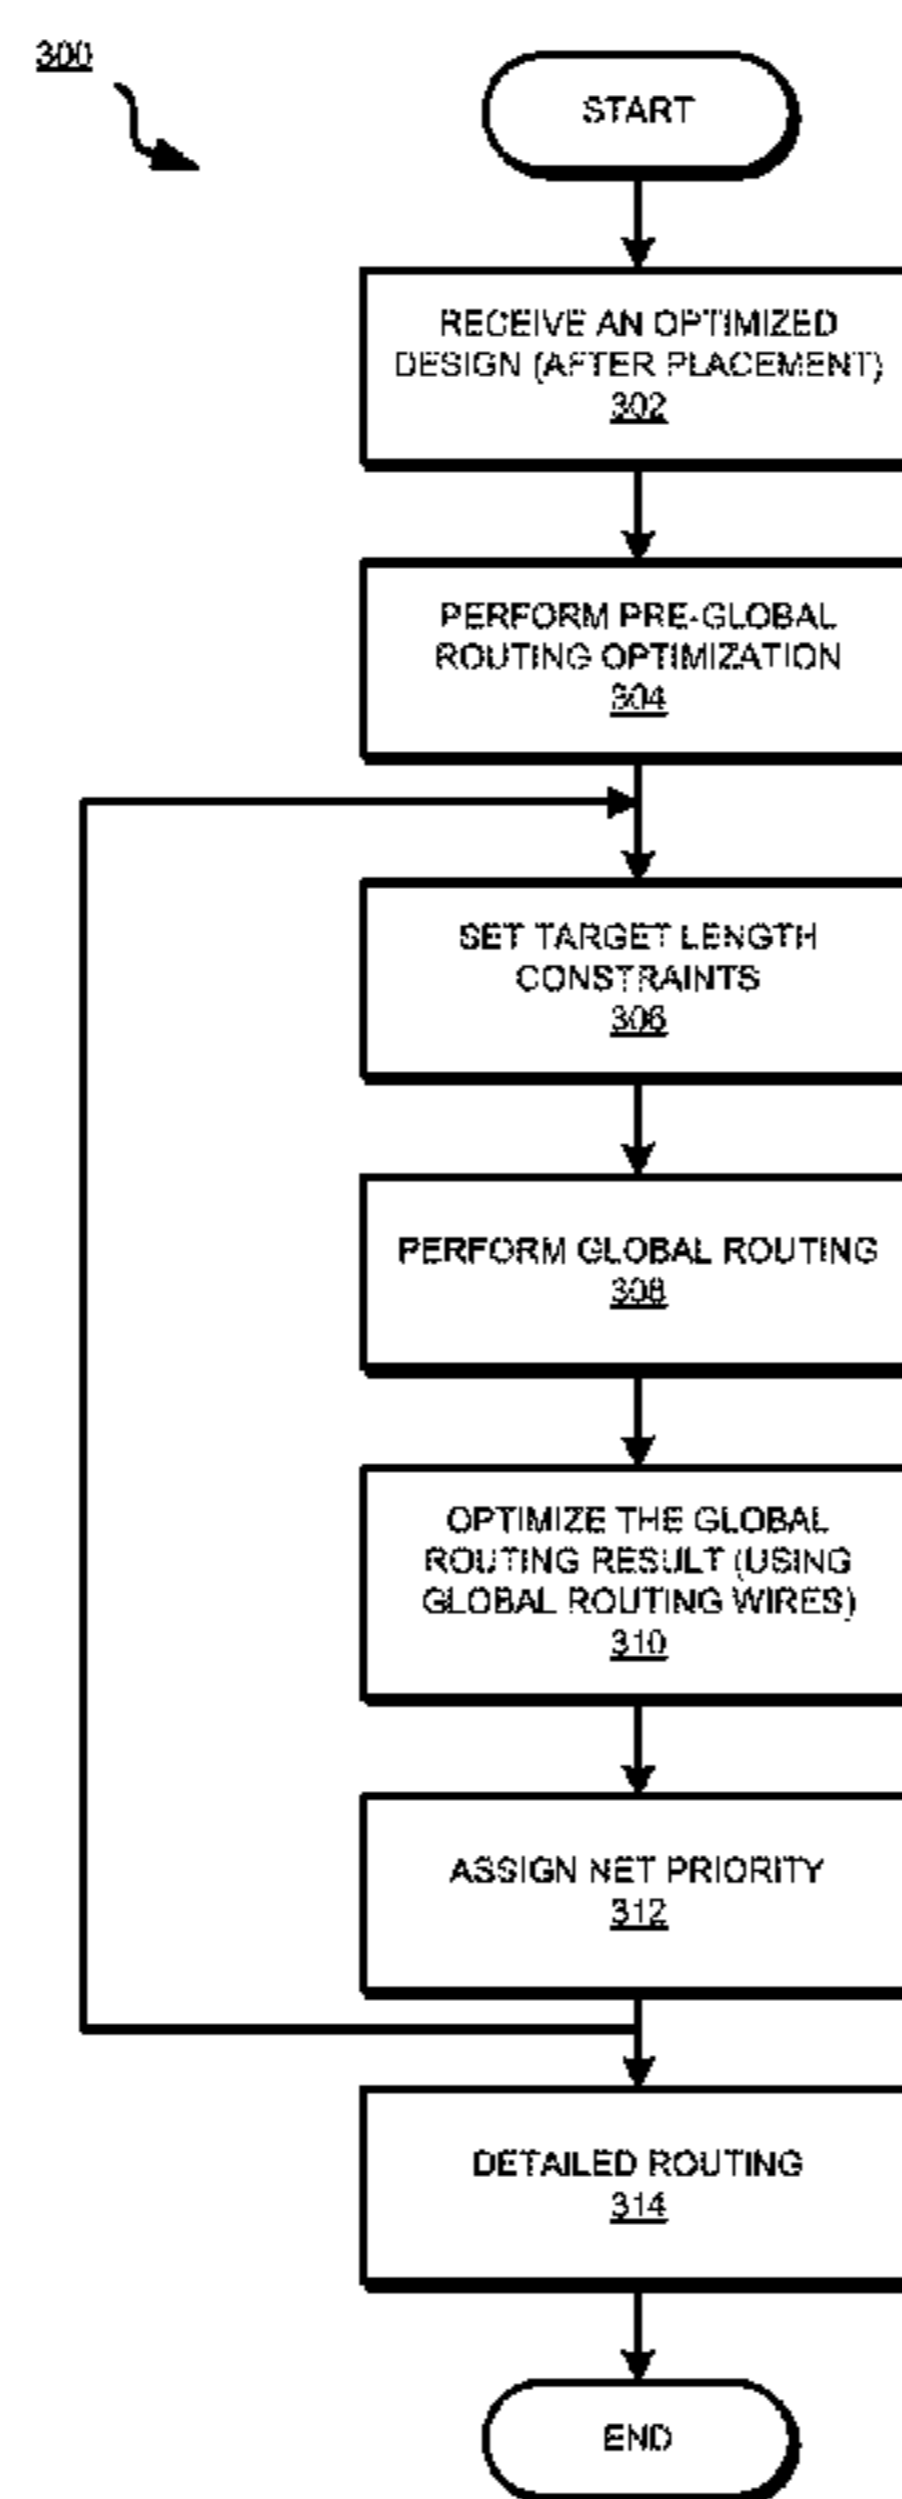 300
START
RECEIVE AN OPTIMIZED
DESIGN (AFTER PLACEMENT)
302
PERFORM PRE-GLOBAL
ROUTING OPTIMIZATION
304
SET TARGET LENGTH
CONSTRAINTS
306
PERFORM GLOBAL ROUTING
308
OPTIMIZE THE GLOBAL
ROUTING RESULT (USING
GLOBAL ROUTING WIRES)
310
ASSIGN NET PRIORITY
312
DETAILED ROUTING
314
END